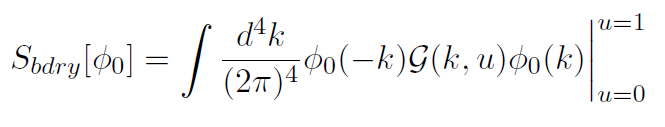 S_{bdry}[\phi_0] = \int \frac{d^4k}{(2\pi)^4} \phi_0(-k)\mathcal{G}(k,u)\phi_0(k)\Big|_{u=0}^{u=1}